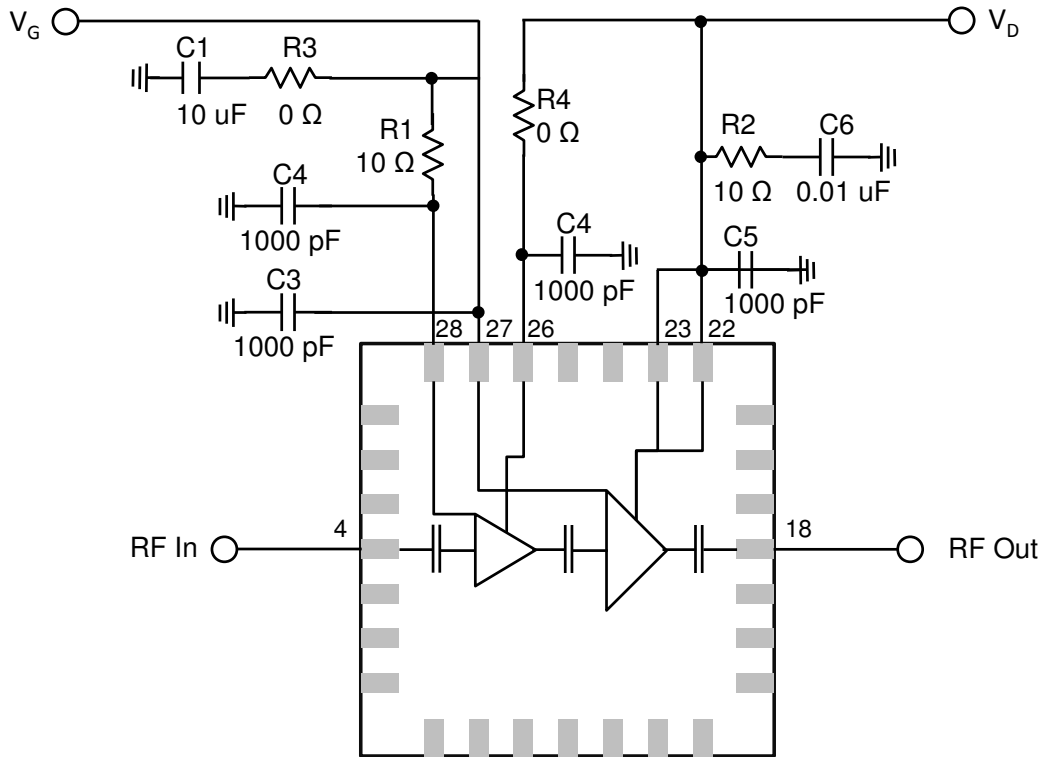 V_G
V_D
C1
R3
10 uF
0 Ω
R4
0 Ω
R1
10 Ω
R2
C6
10 Ω
0.01 uF
C4
1000 pF
C4
1000 pF
C5
1000 pF
C3
1000 pF
28
27
26
23
22
4
18
RF In
RF Out